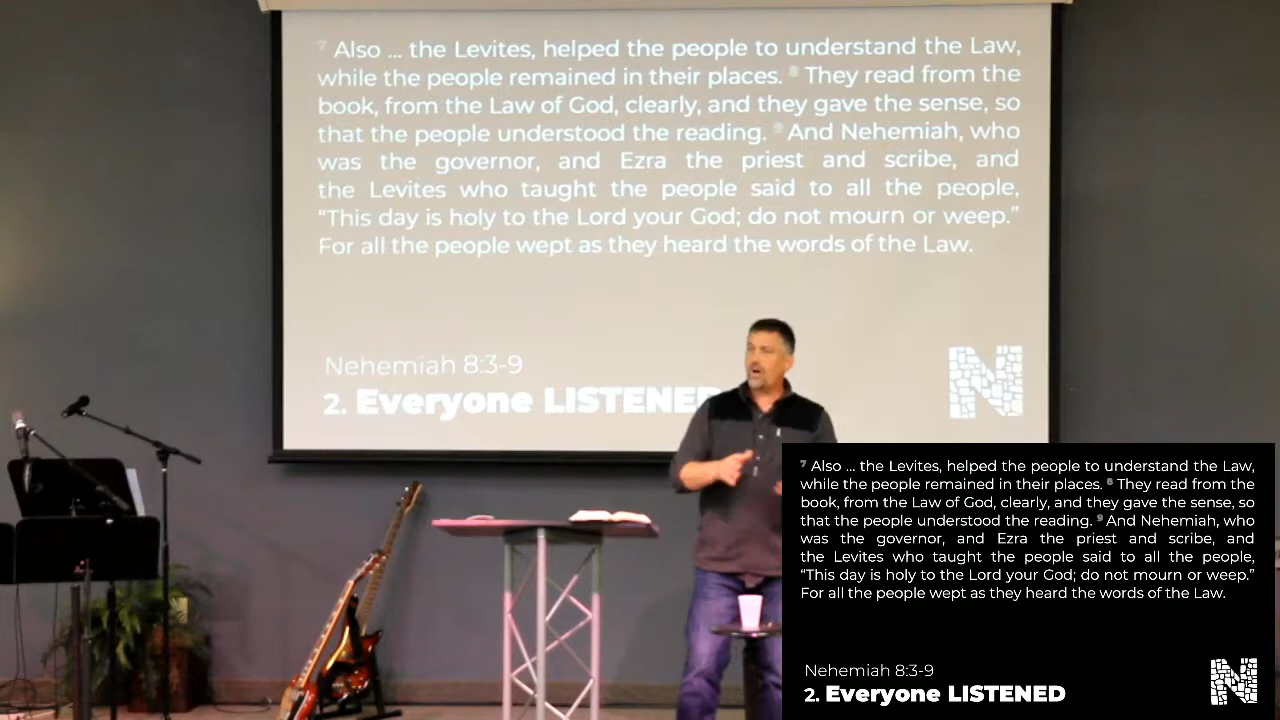 ⁷ Also ... the Levites, helped the people to understand the Law,
while the people remained in their places. ⁸ They read from the
book, from the Law of God, clearly, and they gave the sense, so
that the people understood the reading. ⁹ And Nehemiah, who
was the governor, and Ezra the priest and scribe, and
the Levites who taught the people said to all the people,
“This day is holy to the Lord your God; do not mourn or weep.”
For all the people wept as they heard the words of the Law.
Nehemiah 8:3-9
2. Everyone LISTENED
N
⁷ Also ... the Levites, helped the people to understand the Law,
while the people remained in their places. ⁸ They read from the
book, from the Law of God, clearly, and they gave the sense, so
that the people understood the reading. ⁹ And Nehemiah, who
was the governor, and Ezra the priest and scribe, and
the Levites who taught the people said to all the people,
“This day is holy to the Lord your God; do not mourn or weep.”
For all the people wept as they heard the words of the Law.
Nehemiah 8:3-9
2. Everyone LISTENED
N